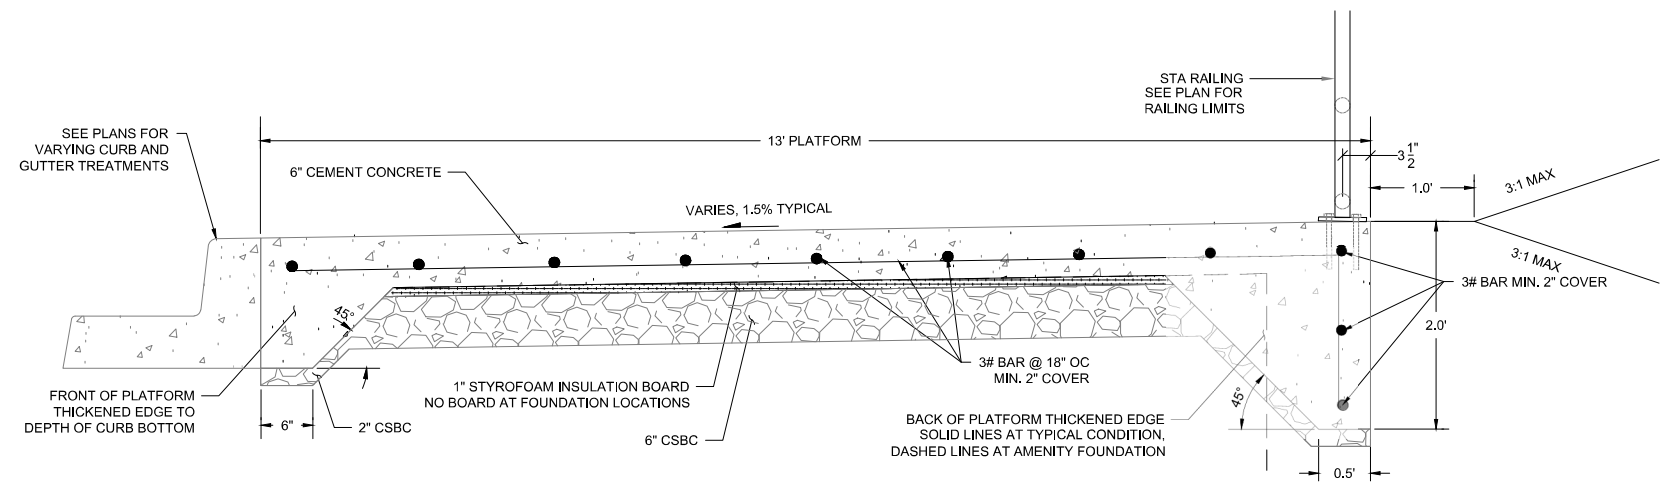 STA RAILING
SEE PLAN FOR
RAILING LIMITS
SEE PLANS FOR
VARYING CURB AND
GUTTER TREATMENTS
13' PLATFORM
3 1/2"
6" CEMENT CONCRETE
1.0'
3:1 MAX
VARIES, 1.5% TYPICAL
3:1 MAX
3# BAR MIN. 2" COVER
45°
2.0'
3# BAR @ 18" OC
MIN. 2" COVER
1" STYROFOAM INSULATION BOARD
NO BOARD AT FOUNDATION LOCATIONS
FRONT OF PLATFORM
THICKENED EDGE TO
DEPTH OF CURB BOTTOM
6"
2" CSBC
6" CSBC
45°
BACK OF PLATFORM THICKENED EDGE
SOLID LINES AT TYPICAL CONDITION,
DASHED LINES AT AMENITY FOUNDATION
0.5'